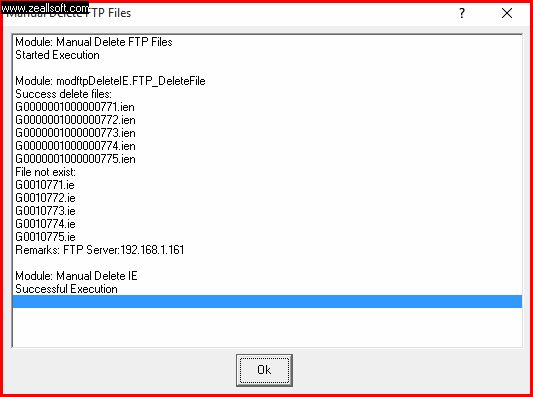 www.zeallsoft.com
Manual Delete FTP Files
Module: Manual Delete FTP Files
Started Execution
Module: modftpDeleteIE.FTP_DeleteFile
Success delete files:
G0000001000000771.ien
G0000001000000772.ien
G0000001000000773.ien
G0000001000000774.ien
G0000001000000775.ien
File not exist:
G0010771.ie
G0010772.ie
G0010773.ie
G0010774.ie
G0010775.ie
Remarks: FTP Server:192.168.1.161
Module: Manual Delete IE
Successful Execution
Ok